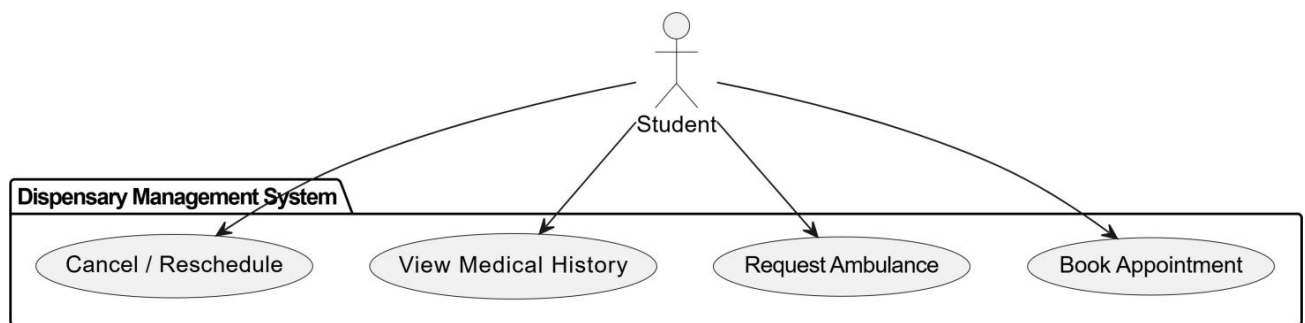 Student
Dispensary Management System
Cancel / Reschedule
View Medical History
Request Ambulance
Book Appointment